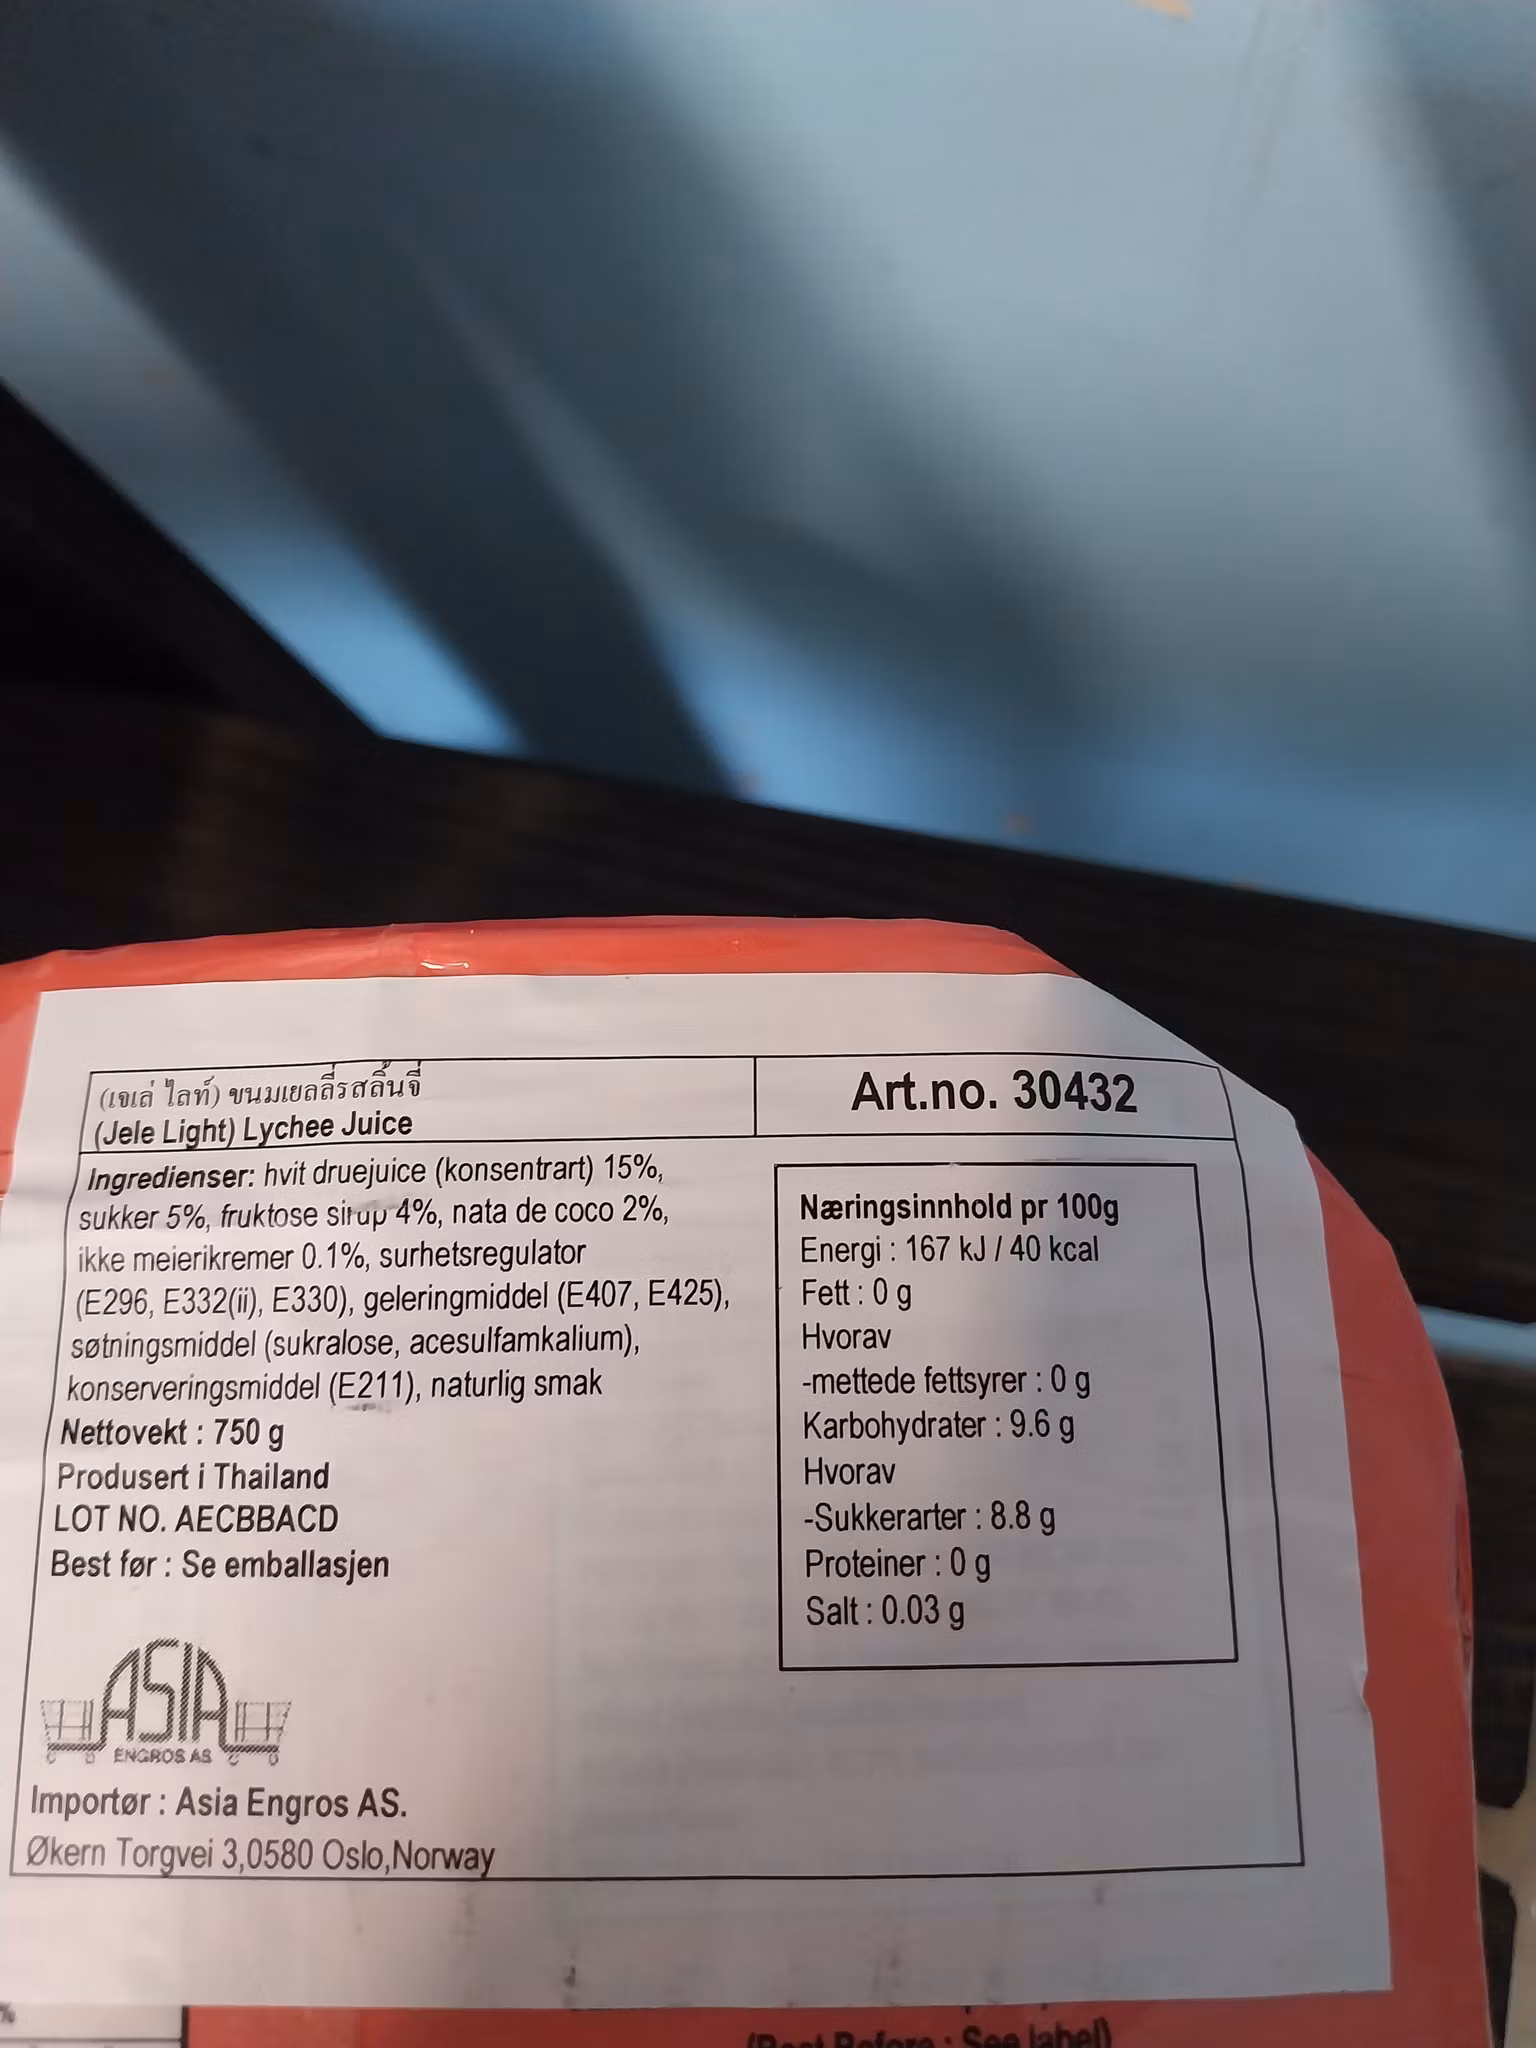 (เจเล่ ไลท์) ขนมเยลลี่รสลิ้นจี่
(Jele Light) Lychee Juice
Art.no. 30432
Ingredienser: hvit druejuice (konsentrart) 15%,
sukker 5%, fruktose sirup 4%, nata de coco 2%,
ikke meierikremer 0.1%, surhetsregulator
(E296, E332(ii), E330), geleringmiddel (E407, E425),
søtningsmiddel (sukralose, acesulfamkalium),
konserveringsmiddel (E211), naturlig smak
Nettovekt : 750 g
Produsert i Thailand
LOT NO. AECBBACD
Best før : Se emballasjen
Næringsinnhold pr 100g
Energi : 167 kJ / 40 kcal
Fett : 0 g
Hvorav
-mettede fettsyrer : 0 g
Karbohydrater : 9.6 g
Hvorav
-Sukkerarter : 8.8 g
Proteiner : 0 g
Salt : 0.03 g
ASIA
ENGROS AS
Importør : Asia Engros AS.
Økern Torgvei 3,0580 Oslo,Norway
%
(Best Before : See label)